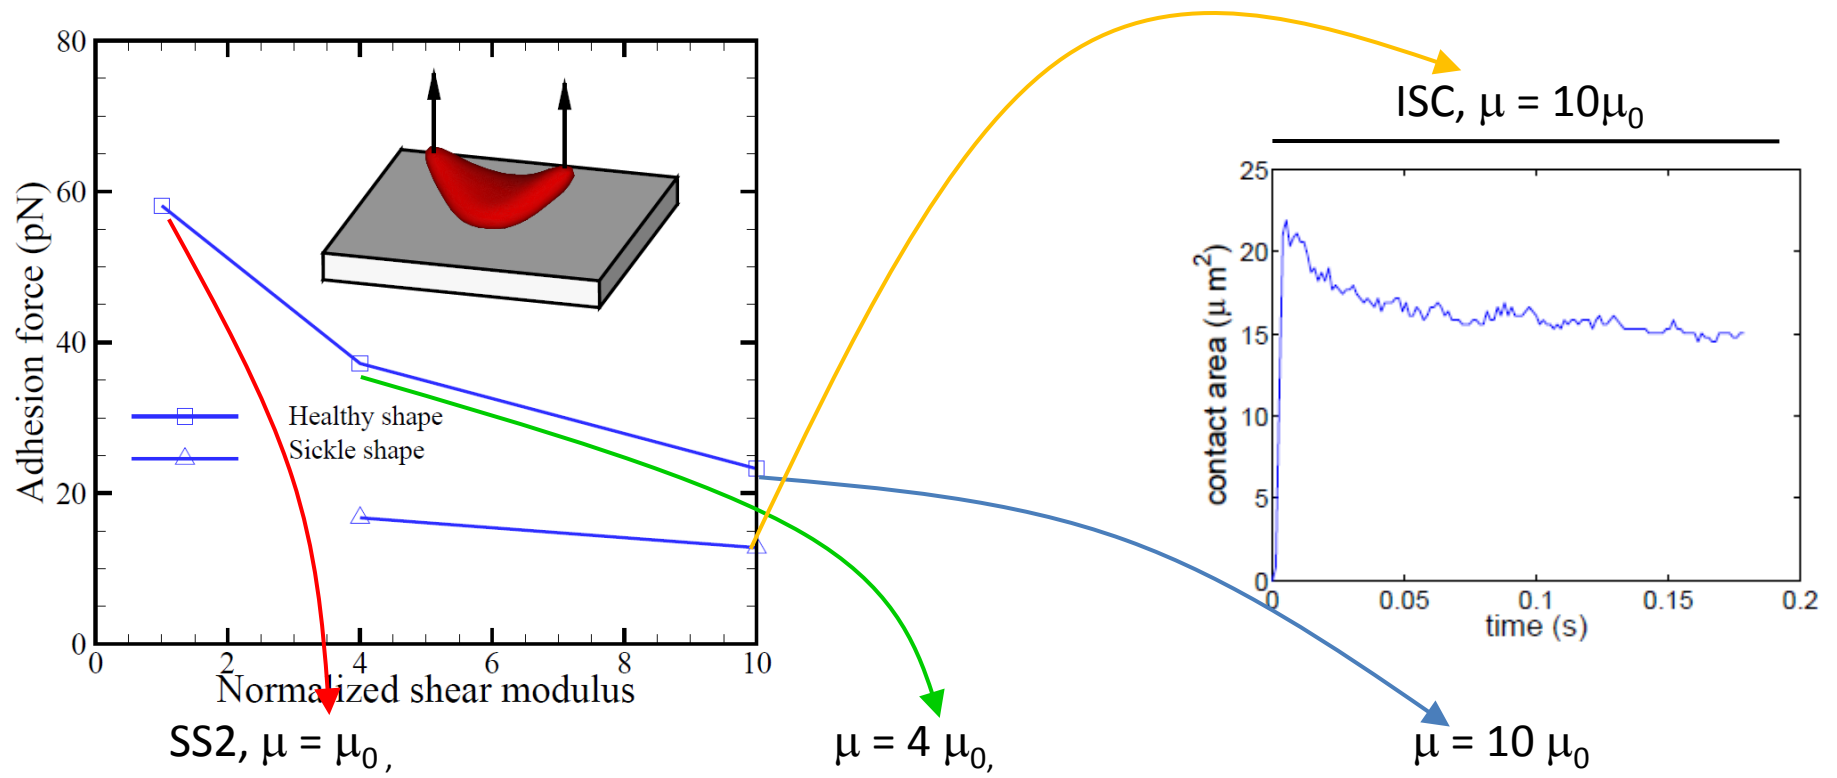 80
60
40
20
0
Adhesion force (pN)
Healthy shape
Sickle shape
0 2 4 6 8 10
Normalized shear modulus
SS2, μ = μ0 ,
μ = 4 μ0,
μ = 10 μ0
ISC, μ = 10μ0
25
20
15
10
5
0
contact area (μ m2)
0 0.05 0.1 0.15 0.2
time (s)